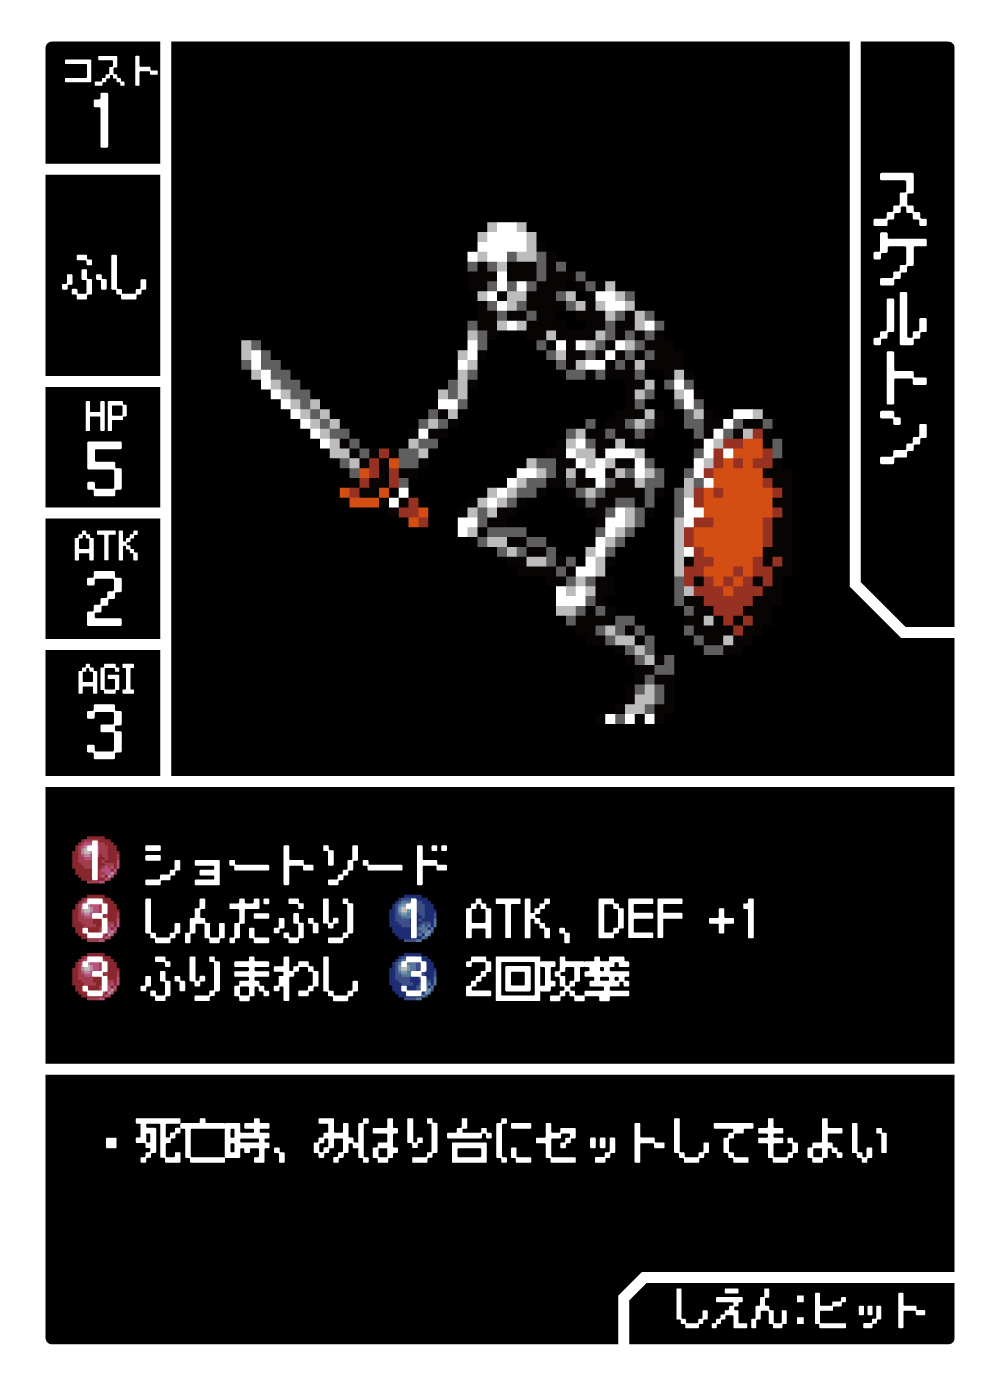 コスト
1
ふし
HP
5
ATK
2
AGI
3
スケルトン
1 ショートソード
3 しんだふり 1 ATK、DEF +1
3 ふりまわし 3 2回攻撃
・死亡時、みはり台にセットしてもよい
しえん:ヒット